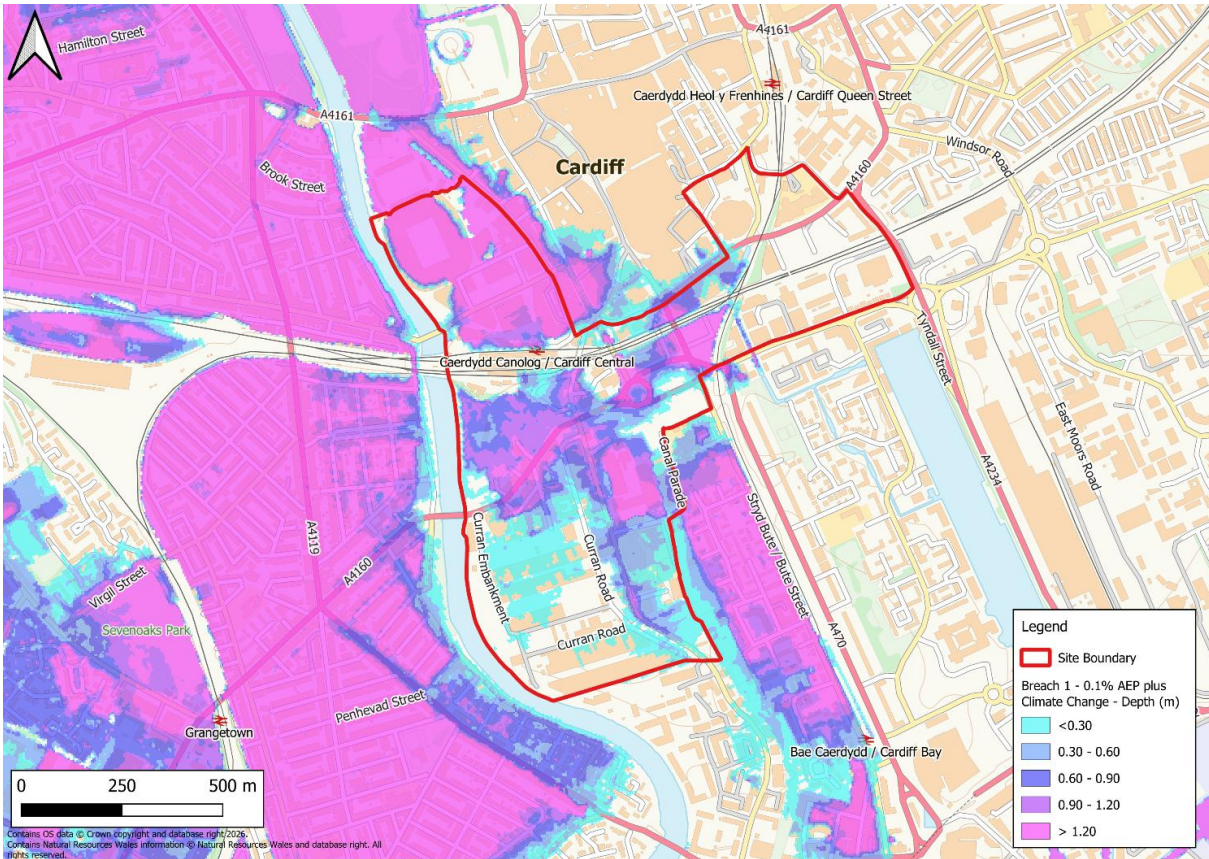 Hamilton Street
A4161
A4161
Caerdydd Heol y Frenhines / Cardiff Queen Street
Windsor Road
Cardiff
Brook Street
A4160
Tyndall Street
Caerdydd Canolog / Cardiff Central
East Moors Road
Canal Parade
A4234
A4119
A4160
Curran Embankment
Curran Road
Stryd Bute / Bute Street
Virgil Street
Sevenoaks Park
Curran Road
A470
Penhevad Street
Grangetown
Bae Caerdydd / Cardiff Bay
Legend
Site Boundary
Breach 1 - 0.1% AEP plus
Climate Change - Depth (m)
<0.30
0.30 - 0.60
0.60 - 0.90
0.90 - 1.20
> 1.20
0 250 500 m
Contains OS data © Crown copyright and database right 2026.
Contains Natural Resources Wales information © Natural Resources Wales and database right. All
rights reserved.